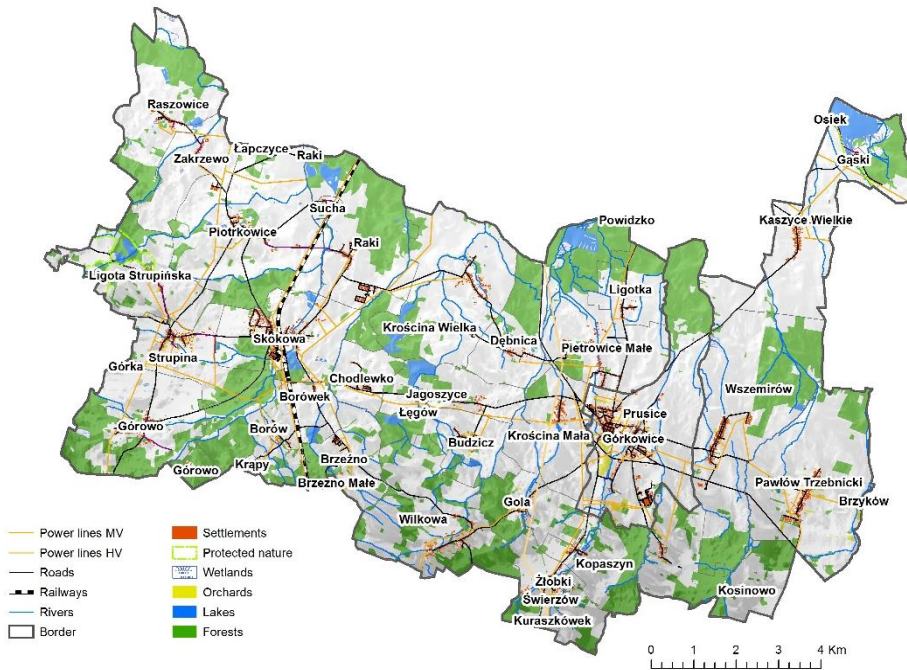 Osiek
Raszowice
Łapczyce
Gąski
Zakrzewo
Raki
Sucha
Powidzko
Kaszyce Wielkie
Piotrkowice
Raki
Ligota Strupińska
Ligotka
Krościna Wielka
Skokowa
Dębnica
Pietrowice Małe
Strupina
Górka
Chodlewko
Wszemirów
Borówek
Jagoszyce
Łęgów
Prusice
Górowo
Borów
Krościna Mała
Górkowice
Budzicz
Brzeźno
Krąpy
Górowo
Brzeźno Małe
Pawłów Trzebnicki
Brzyków
Gola
Wilkowa
Kopaszyn
Żłobki
Świerzów
Kosinowo
Kuraszkówek
Power lines MV
Power lines HV
Roads
Railways
Rivers
Border
Settlements
Protected nature
Wetlands
Orchards
Lakes
Forests
0 1 2 3 4 Km